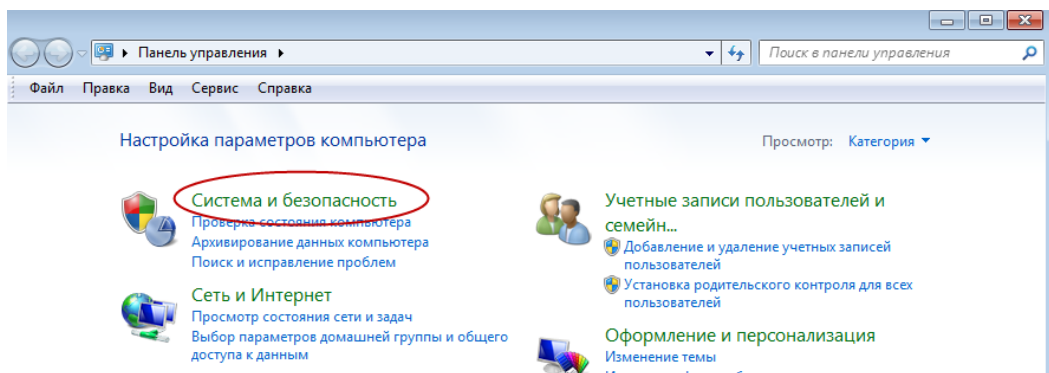 Панель управления
Поиск в панели управления
Файл Правка Вид Сервис Справка
Настройка параметров компьютера
Просмотр: Категория
Система и безопасность
Проверка состояния компьютера
Архивирование данных компьютера
Поиск и исправление проблем
Сеть и Интернет
Просмотр состояния сети и задач
Выбор параметров домашней группы и общего
доступа к данным
Учетные записи пользователей и
семейн...
Добавление и удаление учетных записей
пользователей
Установка родительского контроля для всех
пользователей
Оформление и персонализация
Изменение темы